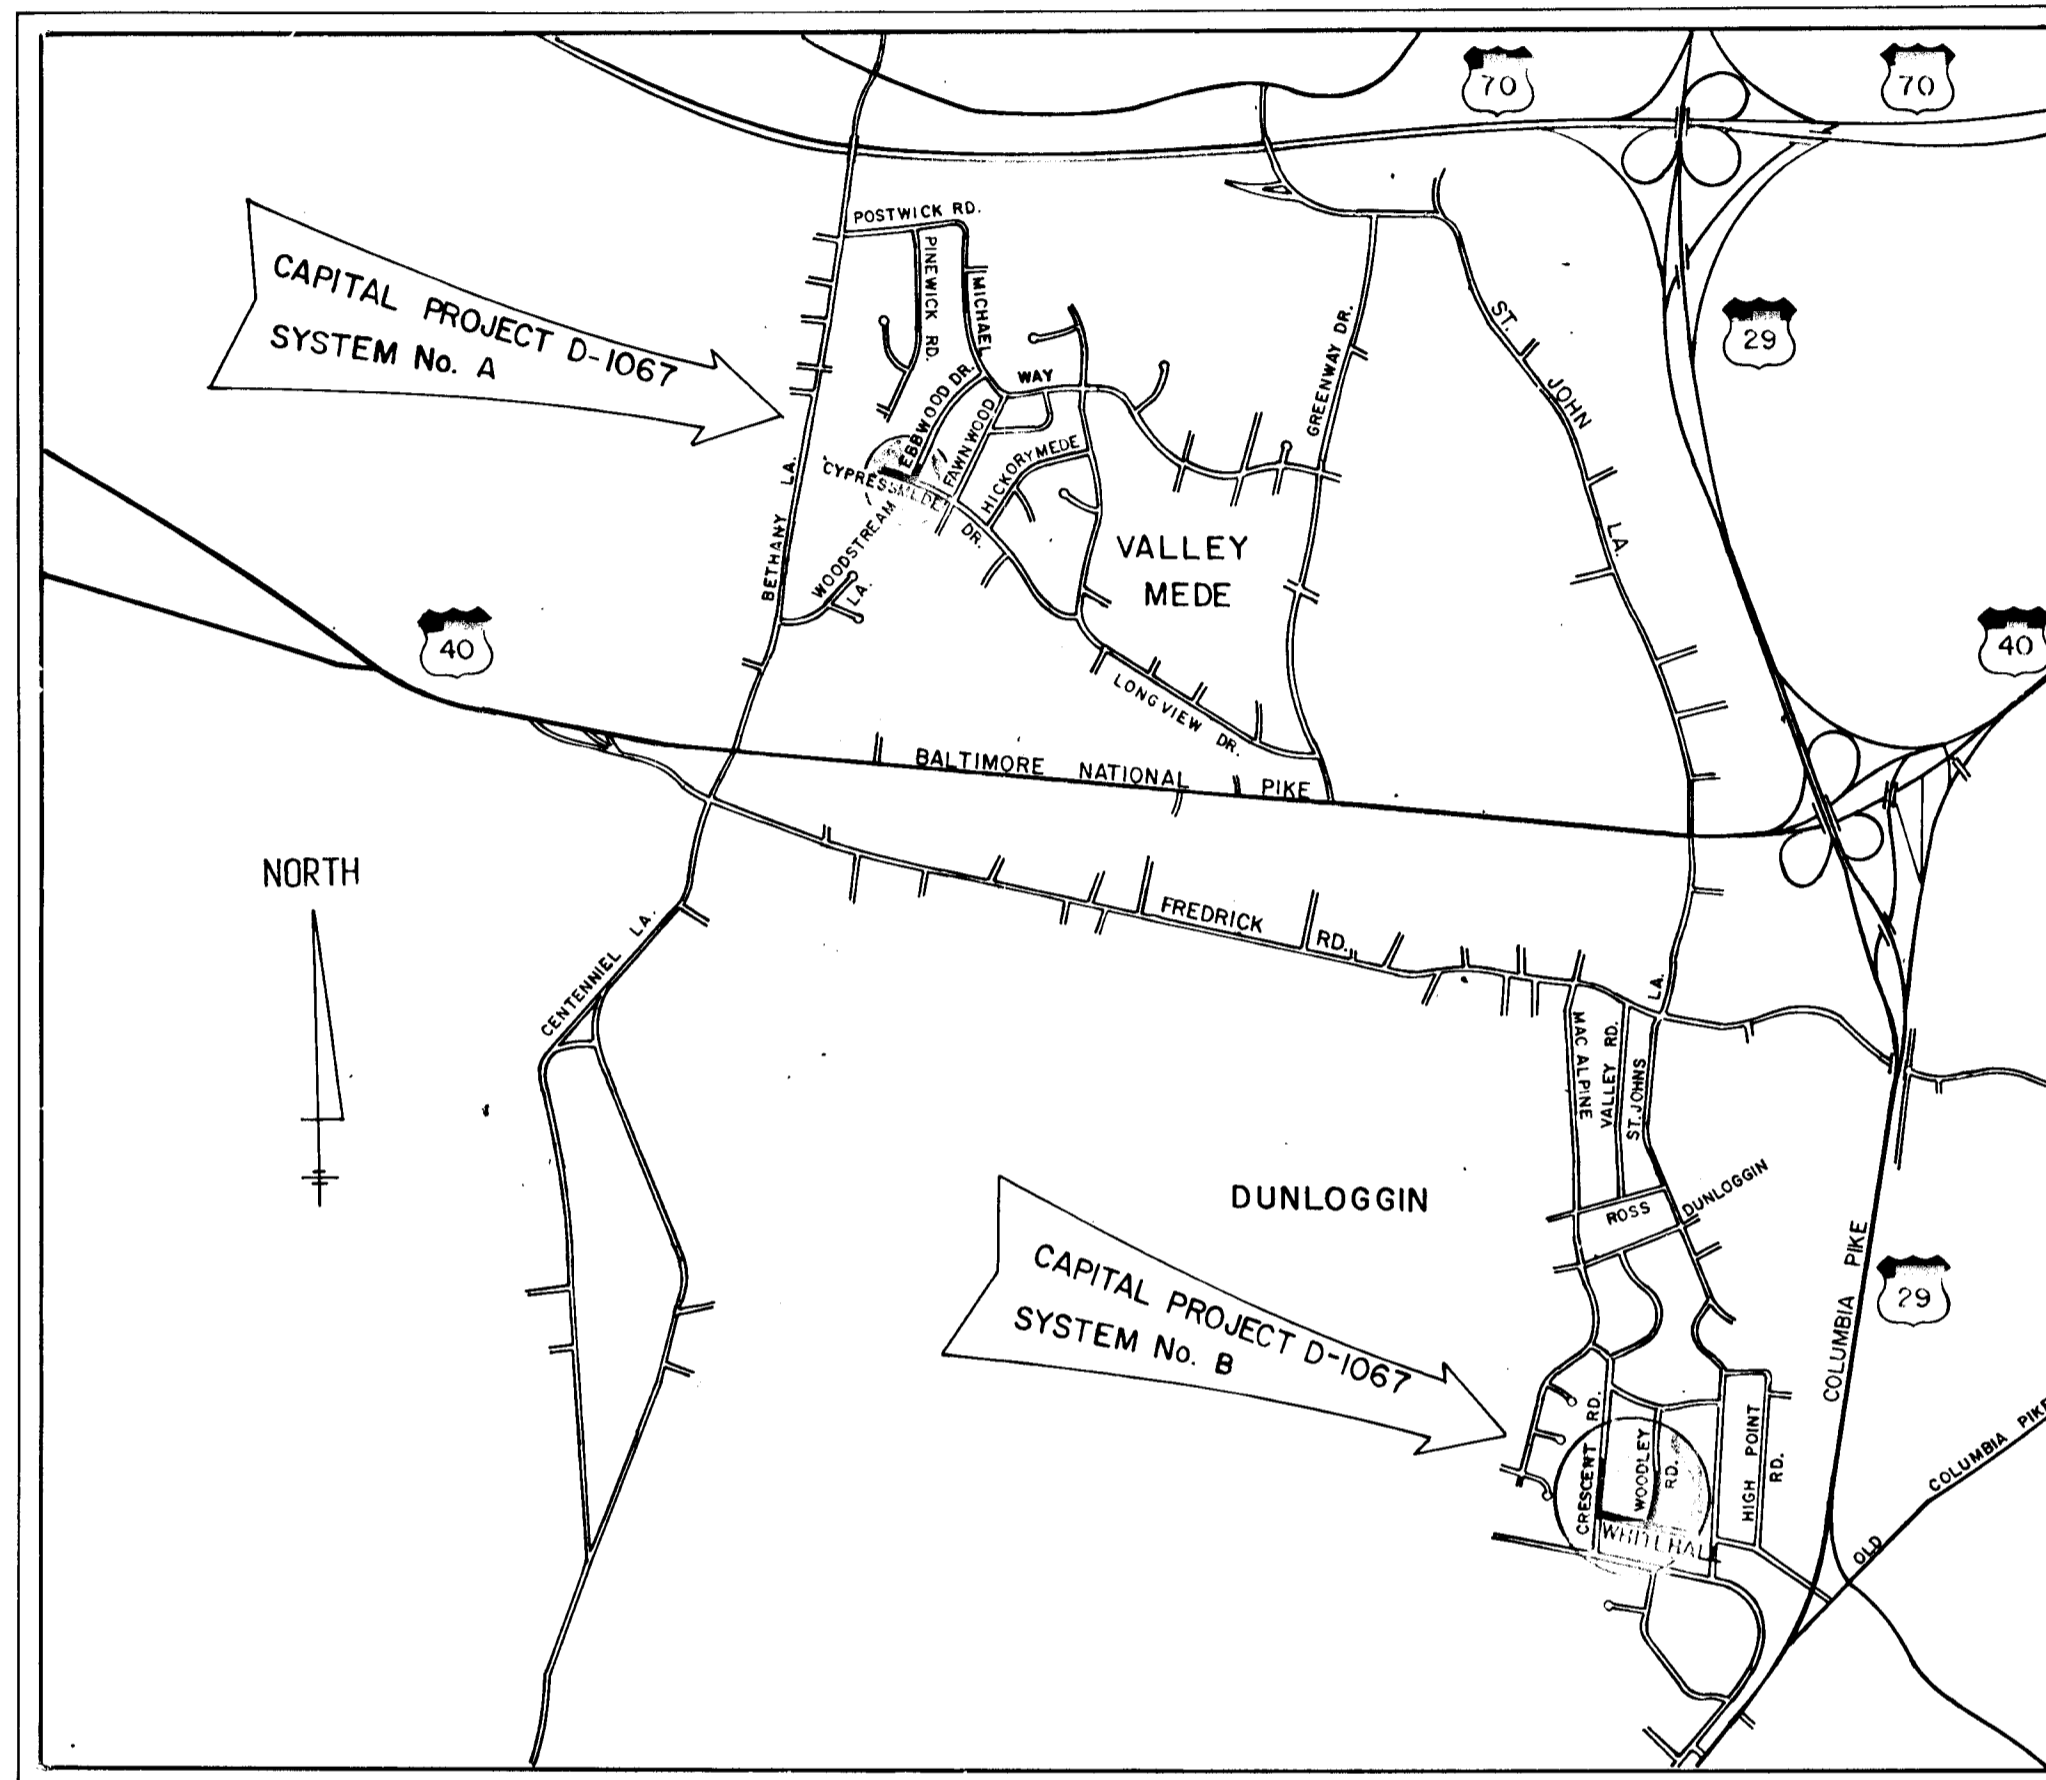 70
70
29
POSTWICK RD.
PINEWICK RD.
MICHAEL
WAY
CAPITAL PROJECT D-1067
SYSTEM No. A
EBBWOOD DR.
FAWNWOOD
HICKORYMEDE
CYPRESSMEDE
DR.
WOODSTREAM
LA.
BETHANY LA.
GREENWAY DR.
ST. JOHN LA.
VALLEY
MEDE
40
40
LONGVIEW DR.
BALTIMORE NATIONAL PIKE
NORTH
FREDRICK RD.
CENTENNIEL LA.
MAC ALPINE
VALLEY RD.
ST. JOHNS
LA.
DUNLOGGIN
ROSS
DUNLOGGIN
CAPITAL PROJECT D-1067
SYSTEM No. B
COLUMBIA PIKE
29
CRESCENT RD.
WOODLEY
RD.
HIGH POINT
RD.
WHITEHALL
OLD
COLUMBIA PIKE